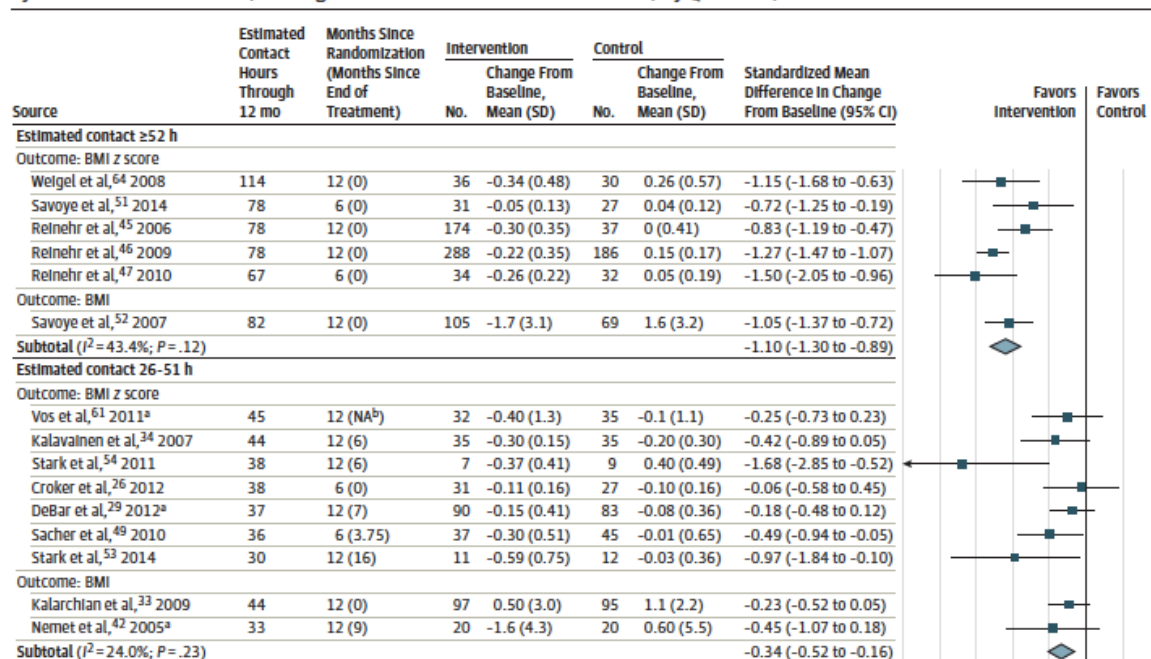 Source Estimated Contact Hours Through 12 mo Months Since Randomization (Months Since End of Treatment) Intervention No. Change From Baseline, Mean (SD) Control No. Change From Baseline, Mean (SD) Standardized Mean Difference in Change From Baseline (95% CI) Favors Intervention Favors Control
Estimated contact ≥52 h
Outcome: BMI z score
Weigel et al,64 2008 114 12 (0) 36 -0.34 (0.48) 30 0.26 (0.57) -1.15 (-1.68 to -0.63)
Savoye et al,51 2014 78 6 (0) 31 -0.05 (0.13) 27 0.04 (0.12) -0.72 (-1.25 to -0.19)
Reinehr et al,45 2006 78 12 (0) 174 -0.30 (0.35) 37 0 (0.41) -0.83 (-1.19 to -0.47)
Reinehr et al,46 2009 78 12 (0) 288 -0.22 (0.35) 186 0.15 (0.17) -1.27 (-1.47 to -1.07)
Reinehr et al,47 2010 67 6 (0) 34 -0.26 (0.22) 32 0.05 (0.19) -1.50 (-2.05 to -0.96)
Outcome: BMI
Savoye et al,52 2007 82 12 (0) 105 -1.7 (3.1) 69 1.6 (3.2) -1.05 (-1.37 to -0.72)
Subtotal (I2=43.4%; P=.12) -1.10 (-1.30 to -0.89)
Estimated contact 26-51 h
Outcome: BMI z score
Vos et al,61 2011a 45 12 (NAb) 32 -0.40 (1.3) 35 -0.1 (1.1) -0.25 (-0.73 to 0.23)
Kalavainen et al,34 2007 44 12 (6) 35 -0.30 (0.15) 35 -0.20 (0.30) -0.42 (-0.89 to 0.05)
Stark et al,54 2011 38 12 (6) 7 -0.37 (0.41) 9 0.40 (0.49) -1.68 (-2.85 to -0.52)
Croker et al,26 2012 38 6 (0) 31 -0.11 (0.16) 27 -0.10 (0.16) -0.06 (-0.58 to 0.45)
DeBar et al,29 2012a 37 12 (7) 90 -0.15 (0.41) 83 -0.08 (0.36) -0.18 (-0.48 to 0.12)
Sacher et al,49 2010 36 6 (3.75) 37 -0.30 (0.51) 45 -0.01 (0.65) -0.49 (-0.94 to -0.05)
Stark et al,53 2014 30 12 (16) 11 -0.59 (0.75) 12 -0.03 (0.36) -0.97 (-1.84 to -0.10)
Outcome: BMI
Kalarchian et al,33 2009 44 12 (0) 97 0.50 (3.0) 95 1.1 (2.2) -0.23 (-0.52 to 0.05)
Nemet et al,42 2005a 33 12 (9) 20 -1.6 (4.3) 20 0.60 (5.5) -0.45 (-1.07 to 0.18)
Subtotal (I2=24.0%; P=.23) -0.34 (-0.52 to -0.16)